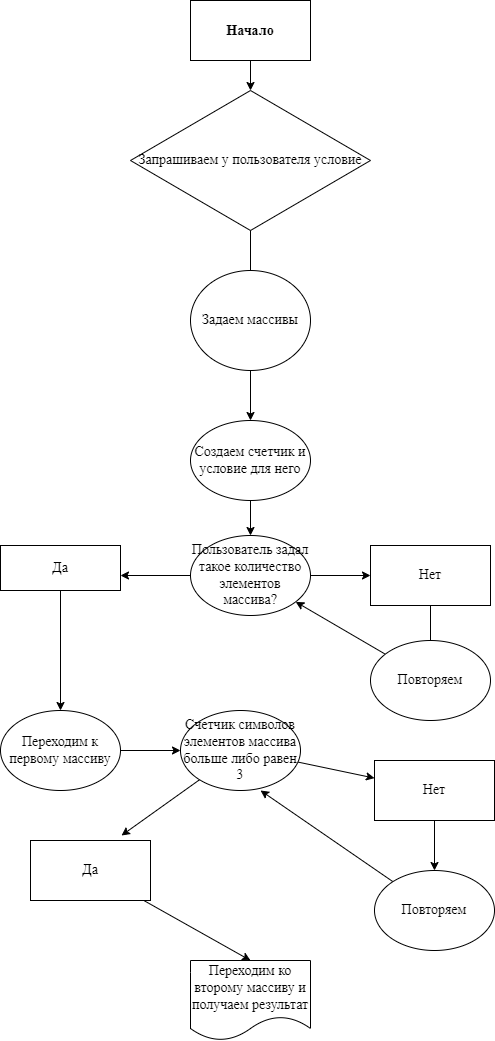 Начало
Запрашиваем у пользователя условие
Задаем массивы
Создаем счетчик и
условие для него
Пользователь задал
такое количество
элементов
массива?
Да
Нет
Повторяем
Переходим к
первому массиву
Счетчик символов
элементов массива
больше либо равен
3
Нет
Да
Повторяем
Переходим ко
второму массиву и
получаем результат